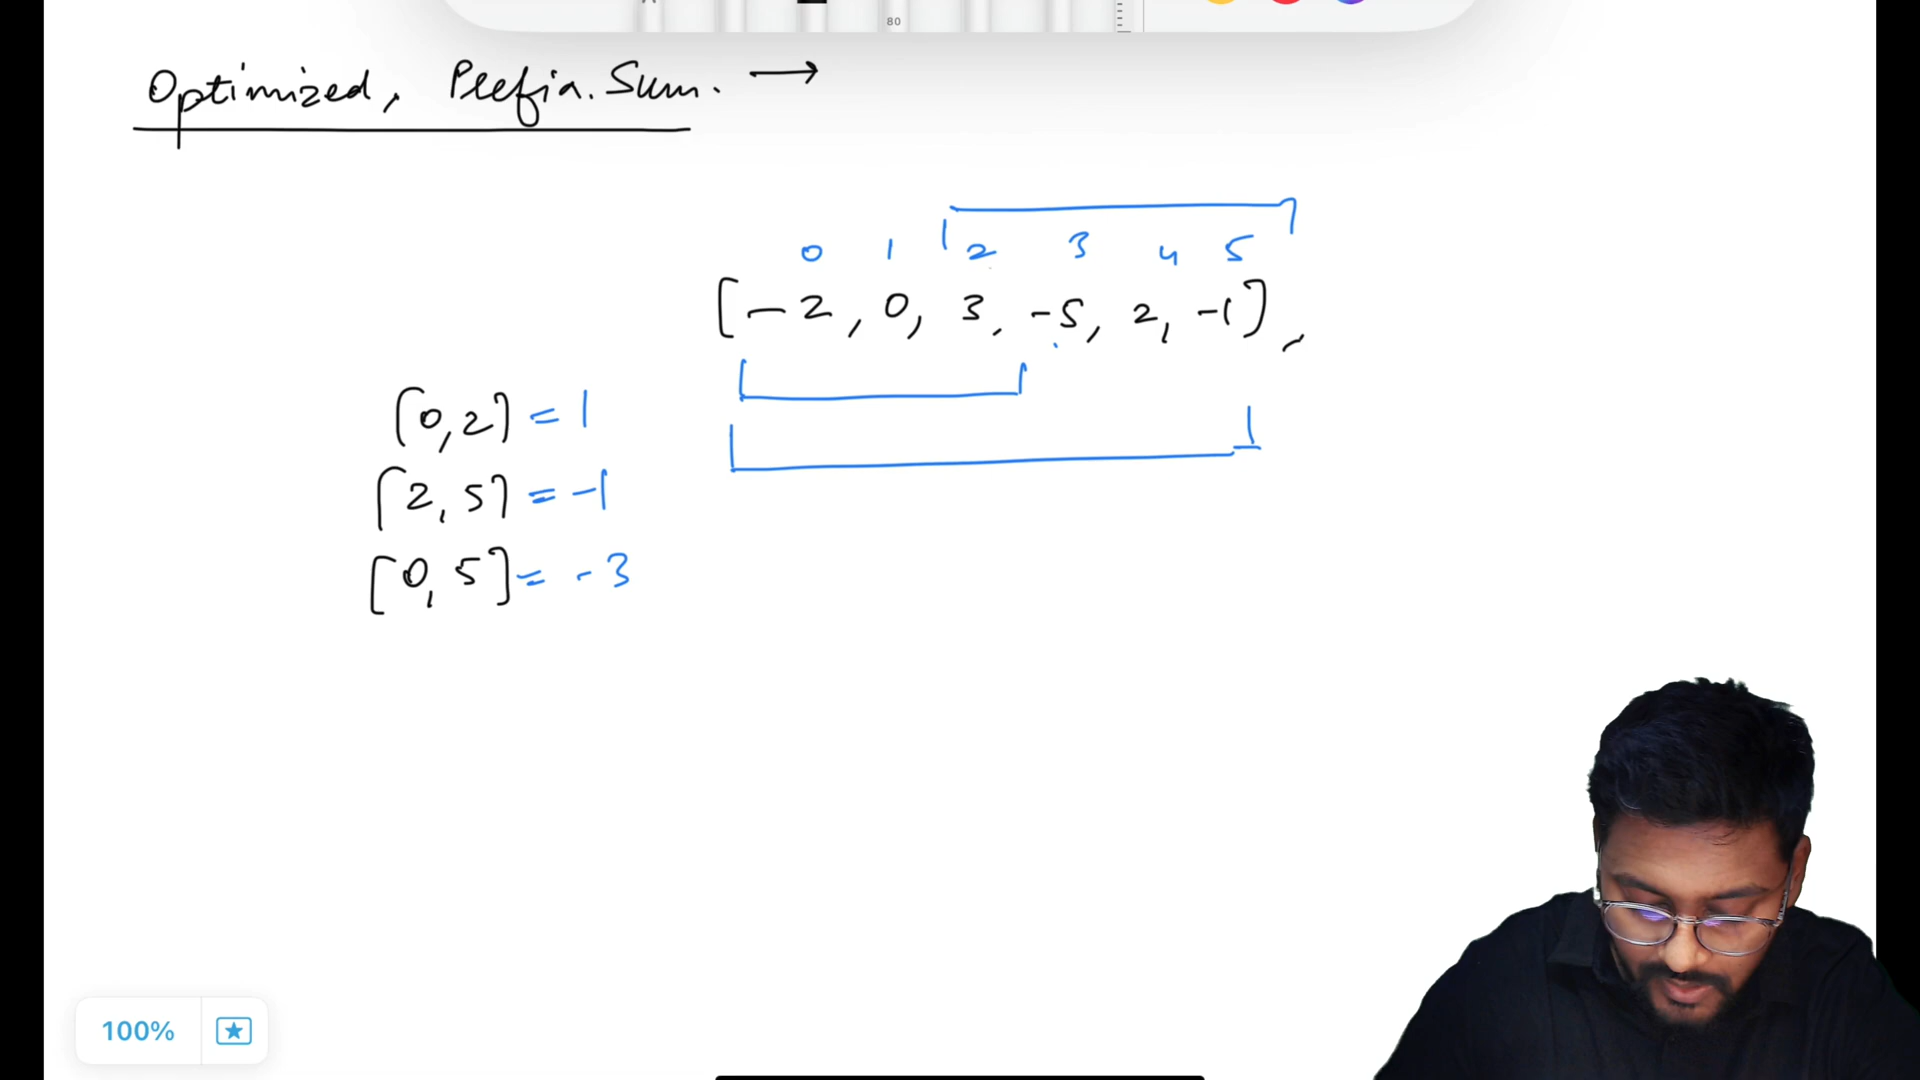 80
Optimized, Prefix. Sum. →
0 1 2 3 4 5
[-2, 0, 3, -5, 2, -1],
[0,2] = 1
[2, 5] = -1
[0, 5] = -3
100%